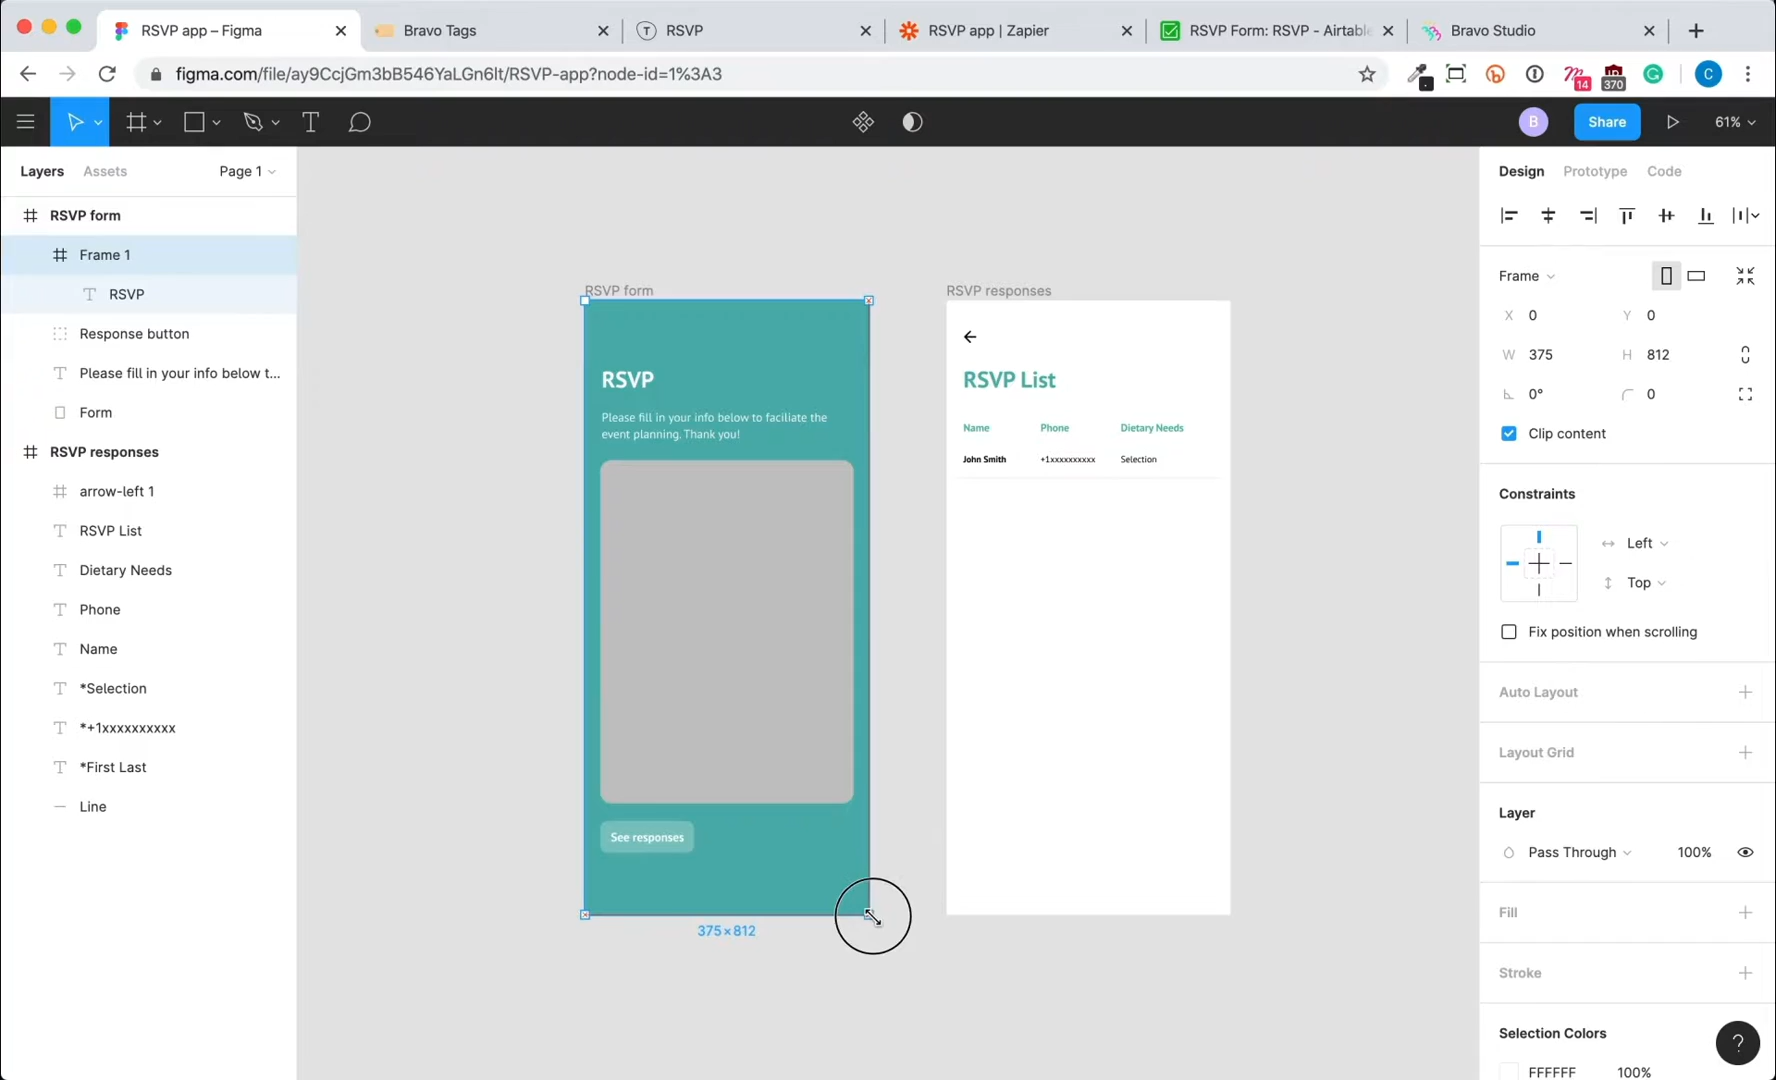 RSVP app – Figma
Bravo Tags
RSVP
RSVP app | Zapier
RSVP Form: RSVP - Airtable
Bravo Studio
figma.com/file/ay9CcjGm3bB546YaLGn6lt/RSVP-app?node-id=1%3A3
14
370
C
B
Share
61%
Layers
Assets
Page 1
RSVP form
Frame 1
RSVP
Response button
Please fill in your info below t...
Form
RSVP responses
arrow-left 1
RSVP List
Dietary Needs
Phone
Name
*Selection
*+1xxxxxxxxxx
*First Last
Line
RSVP form
RSVP
Please fill in your info below to faciliate the
event planning. Thank you!
See responses
375 × 812
RSVP responses
RSVP List
Name
Phone
Dietary Needs
John Smith
+1xxxxxxxxxx
Selection
Design
Prototype
Code
Frame
X 0
Y 0
W 375
H 812
0°
0
Clip content
Constraints
Left
Top
Fix position when scrolling
Auto Layout
Layout Grid
Layer
Pass Through
100%
Fill
Stroke
Selection Colors
FFFFFF
100%
?